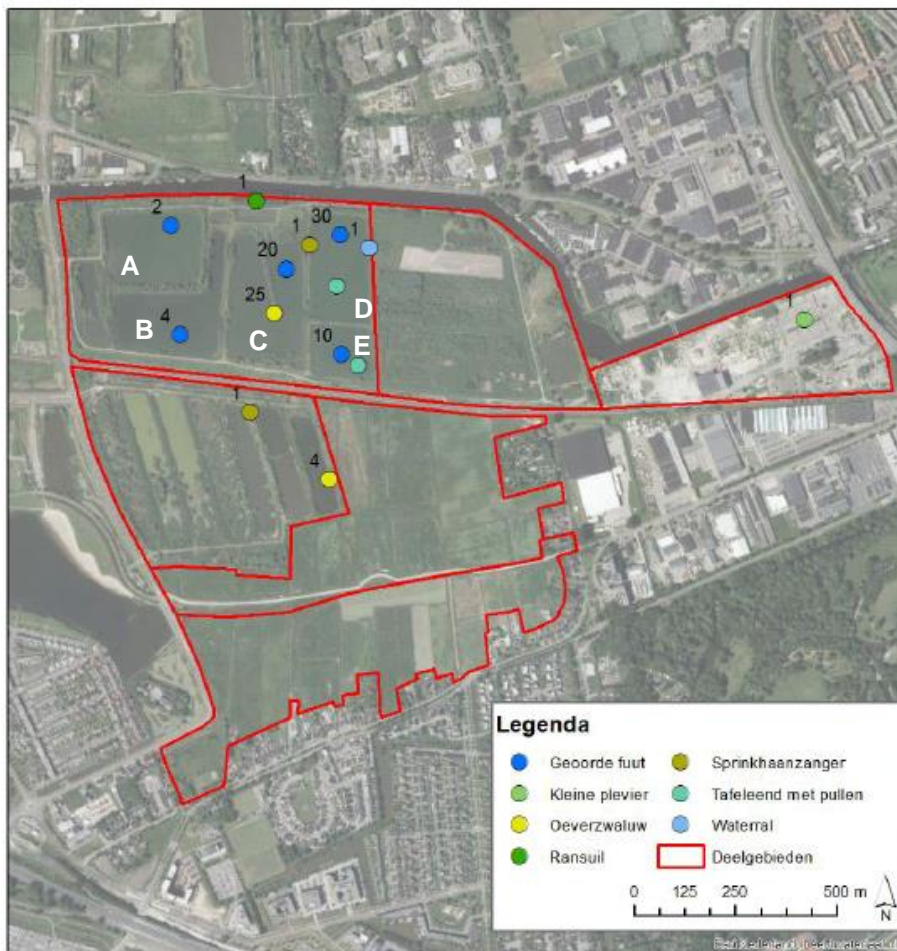 1
2
30
1
1
A
20
25
D
4
B
C
10
E
1
1
4
Legenda
Geoorde fuut
Sprinkhaanzanger
Kleine plevier
Tafeleend met pullen
Oeverzwaluw
Waterral
Ransuil
Deelgebieden
0 125 250 500 m
N